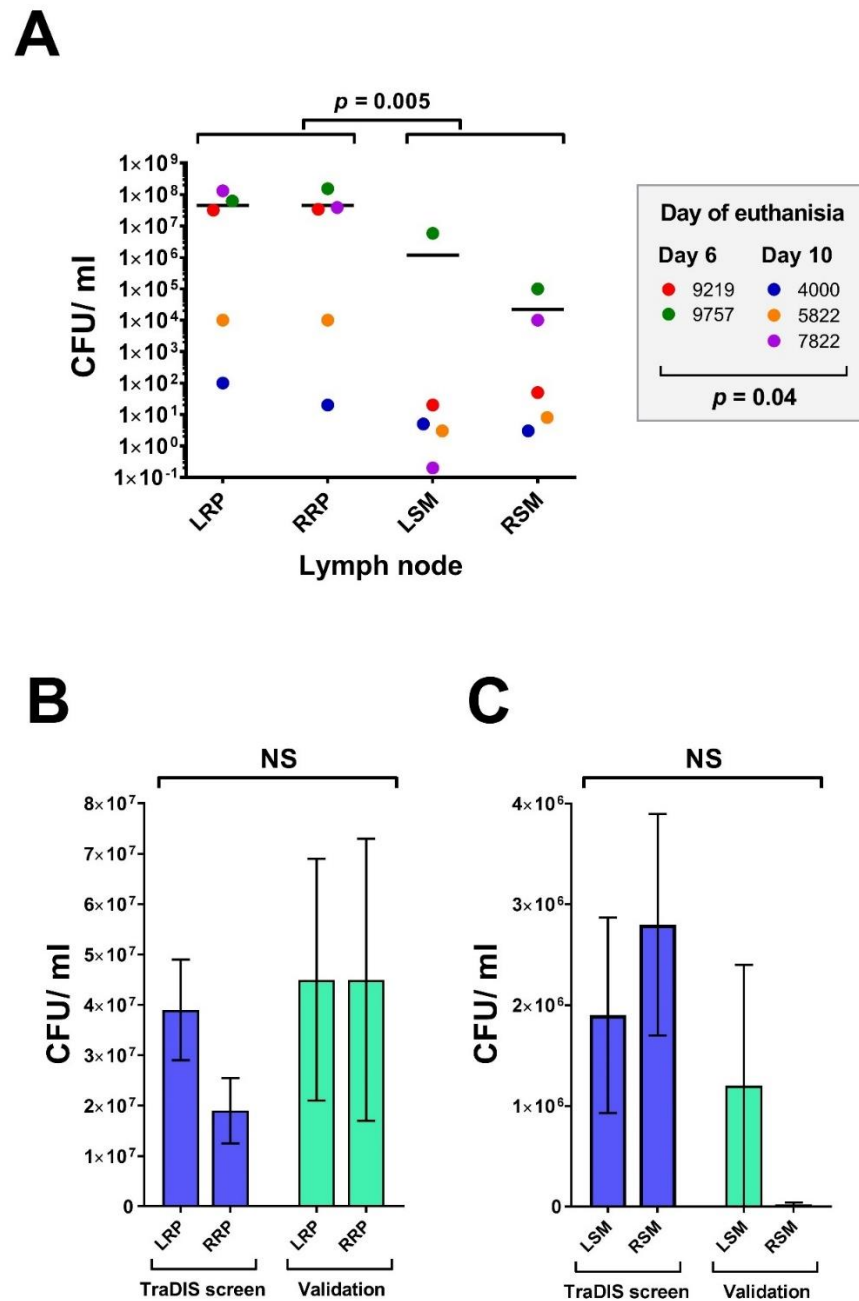 A
p = 0.005
1×10⁹
1×10⁸
1×10⁷
1×10⁶
1×10⁵
1×10⁴
1×10³
1×10²
1×10¹
1×10⁰
1×10⁻¹
CFU/ ml
LRP
RRP
LSM
RSM
Lymph node
Day of euthanisia
Day 6 Day 10
9219 4000
9757 5822
7822
p = 0.04
B
NS
8×10⁷
7×10⁷
6×10⁷
5×10⁷
4×10⁷
3×10⁷
2×10⁷
1×10⁷
0
CFU/ ml
LRP RRP LRP RRP
TraDIS screen Validation
C
NS
4×10⁶
3×10⁶
2×10⁶
1×10⁶
0
CFU/ ml
LSM RSM LSM RSM
TraDIS screen Validation